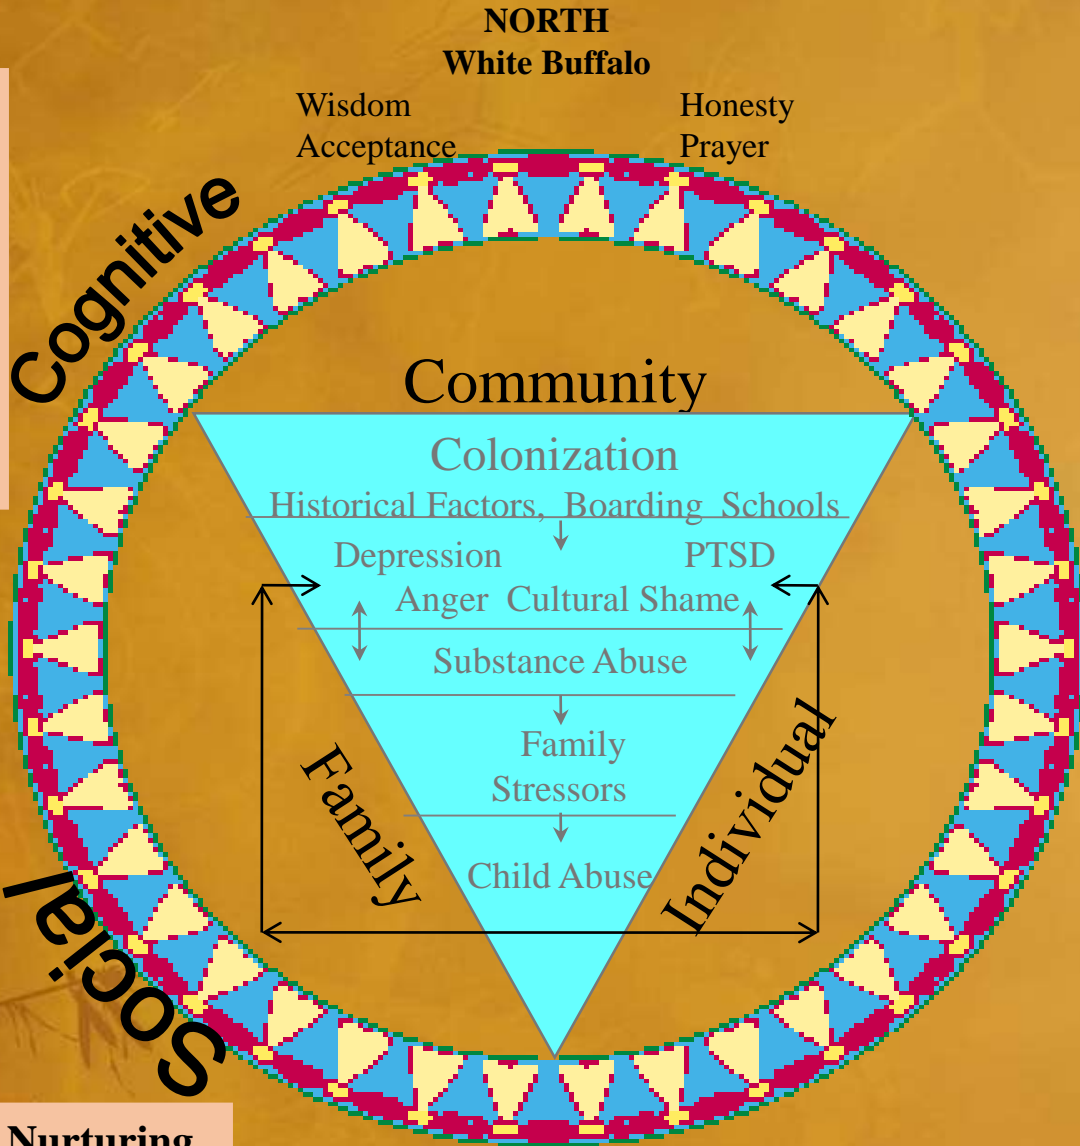 NORTH
White Buffalo
Wisdom Honesty
Acceptance Prayer
Cognitive
Community
Colonization
Historical Factors, Boarding Schools
Depression PTSD
Anger Cultural Shame
Substance Abuse
Family
Stressors
Family
Individual
Child Abuse
Social
Nurturing